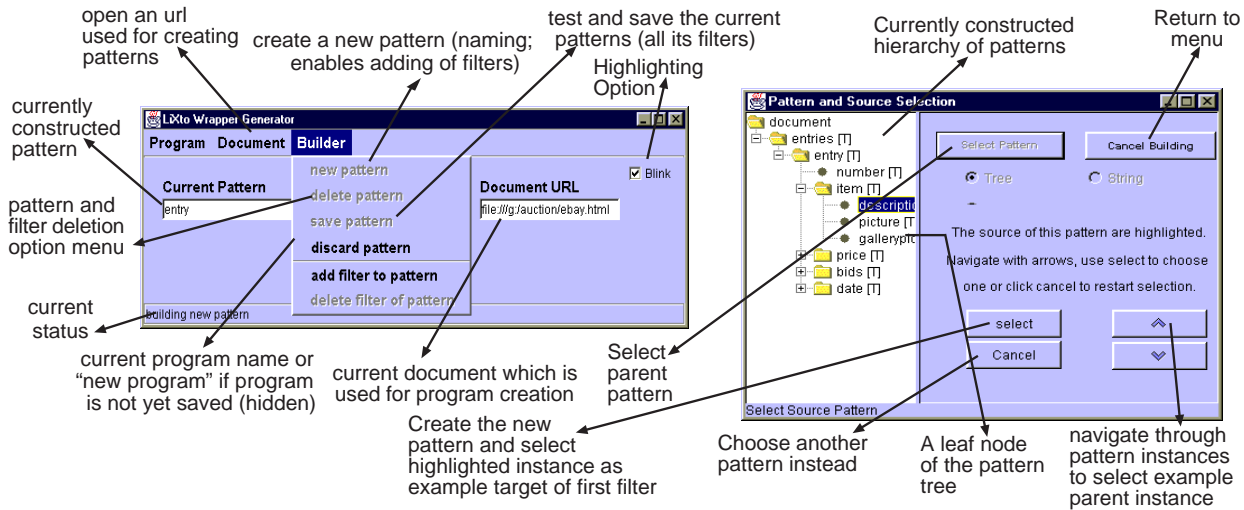 open an url
used for creating
patterns
create a new pattern (naming;
enables adding of filters)
test and save the current
patterns (all its filters)
Highlighting
Option
Currently constructed
hierarchy of patterns
Return to
menu
currently
constructed
pattern
pattern and
filter deletion
option menu
current
status
LiXto Wrapper Generator
Program Document Builder
new pattern
delete pattern
save pattern
discard pattern
add filter to pattern
delete filter of pattern
Current Pattern
entry
Document URL
file:///g:/auction/ebay.html
Blink
building new pattern
current program name or
“new program” if program
is not yet saved (hidden)
current document which is
used for program creation
Create the new
pattern and select
highlighted instance as
example target of first filter
Select
parent
pattern
Pattern and Source Selection
document
entries [T]
entry [T]
number [T]
item [T]
descriptio
picture [T
gallerypic
price [T]
bids [T]
date [T]
Select Pattern
Cancel Building
Tree
String
The source of this pattern are highlighted.
Navigate with arrows, use select to choose
one or click cancel to restart selection.
select
Cancel
Select Source Pattern
Choose another
pattern instead
A leaf node
of the pattern
tree
navigate through
pattern instances
to select example
parent instance